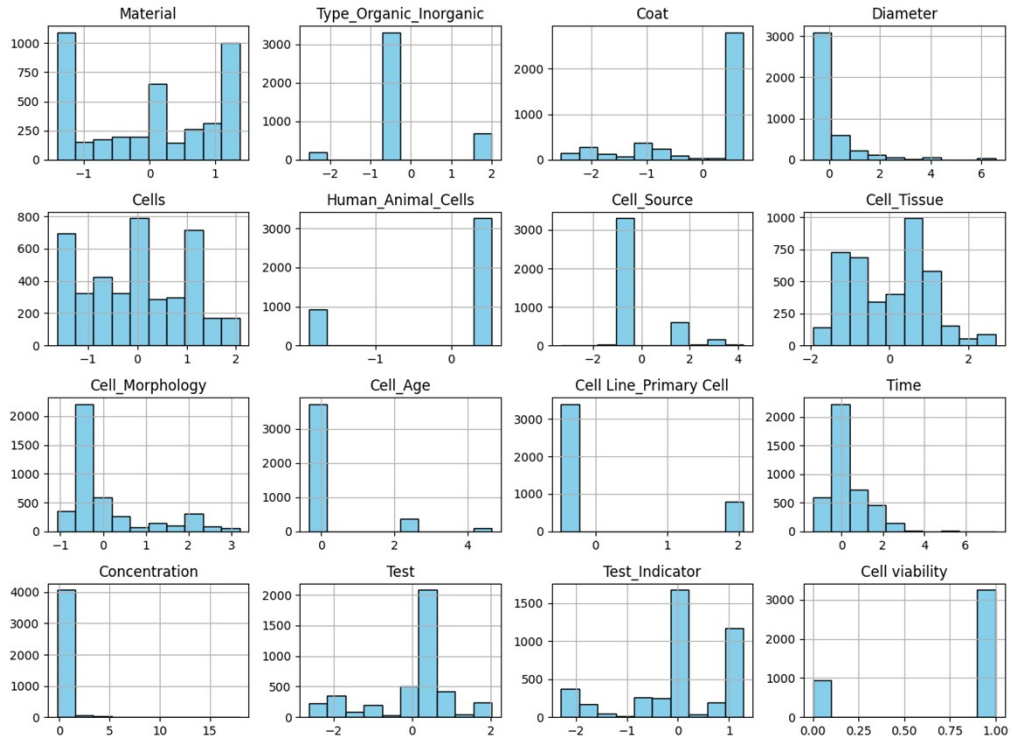 Material Type_Organic_Inorganic Coat Diameter
1000 3000 3000
750 2000 2000 2000
500
250 1000 1000 1000
0 0 0 0
−1 0 1 −2 −1 0 1 2 −2 −1 0 0 2 4 6
Cells Human_Animal_Cells Cell_Source Cell_Tissue
800 3000 3000 1000
600 750
400 2000 2000 500
200 1000 1000 250
0 0 0 0
−1 0 1 2 −1 0 −2 0 2 4 −2 0 2
Cell_Morphology Cell_Age Cell Line_Primary Cell Time
2000 3000 3000 2000
1500 1500
1000 2000 2000 1000
500 1000 1000 500
0 0 0 0
−1 0 1 2 3 0 2 4 0 1 2 0 2 4 6
Concentration Test Test_Indicator Cell viability
4000 2000 1500 3000
3000 1500
2000 1000 1000 2000
1000 500 500 1000
0 0 0 0
0 5 10 15 −2 −1 0 1 2 −2 −1 0 1 0.00 0.25 0.50 0.75 1.00